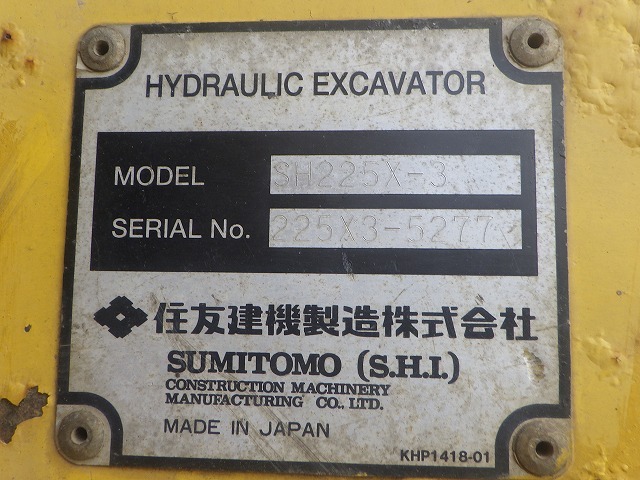 HYDRAULIC EXCAVATOR
MODEL SH225X-3
SERIAL No. 225X3-5277
住友建機製造株式会社
SUMITOMO (S.H.I.)
CONSTRUCTION MACHINERY
MANUFACTURING CO., LTD.
MADE IN JAPAN
KHP1418-01